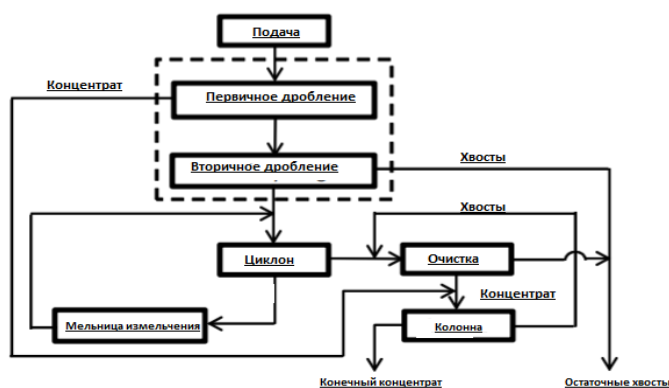 Подача
Концентрат
Первичное дробление
Вторичное дробление
Хвосты
Хвосты
Циклон
Очистка
Концентрат
Мельница измельчения
Колонна
Конечный концентрат
Остаточные хвосты